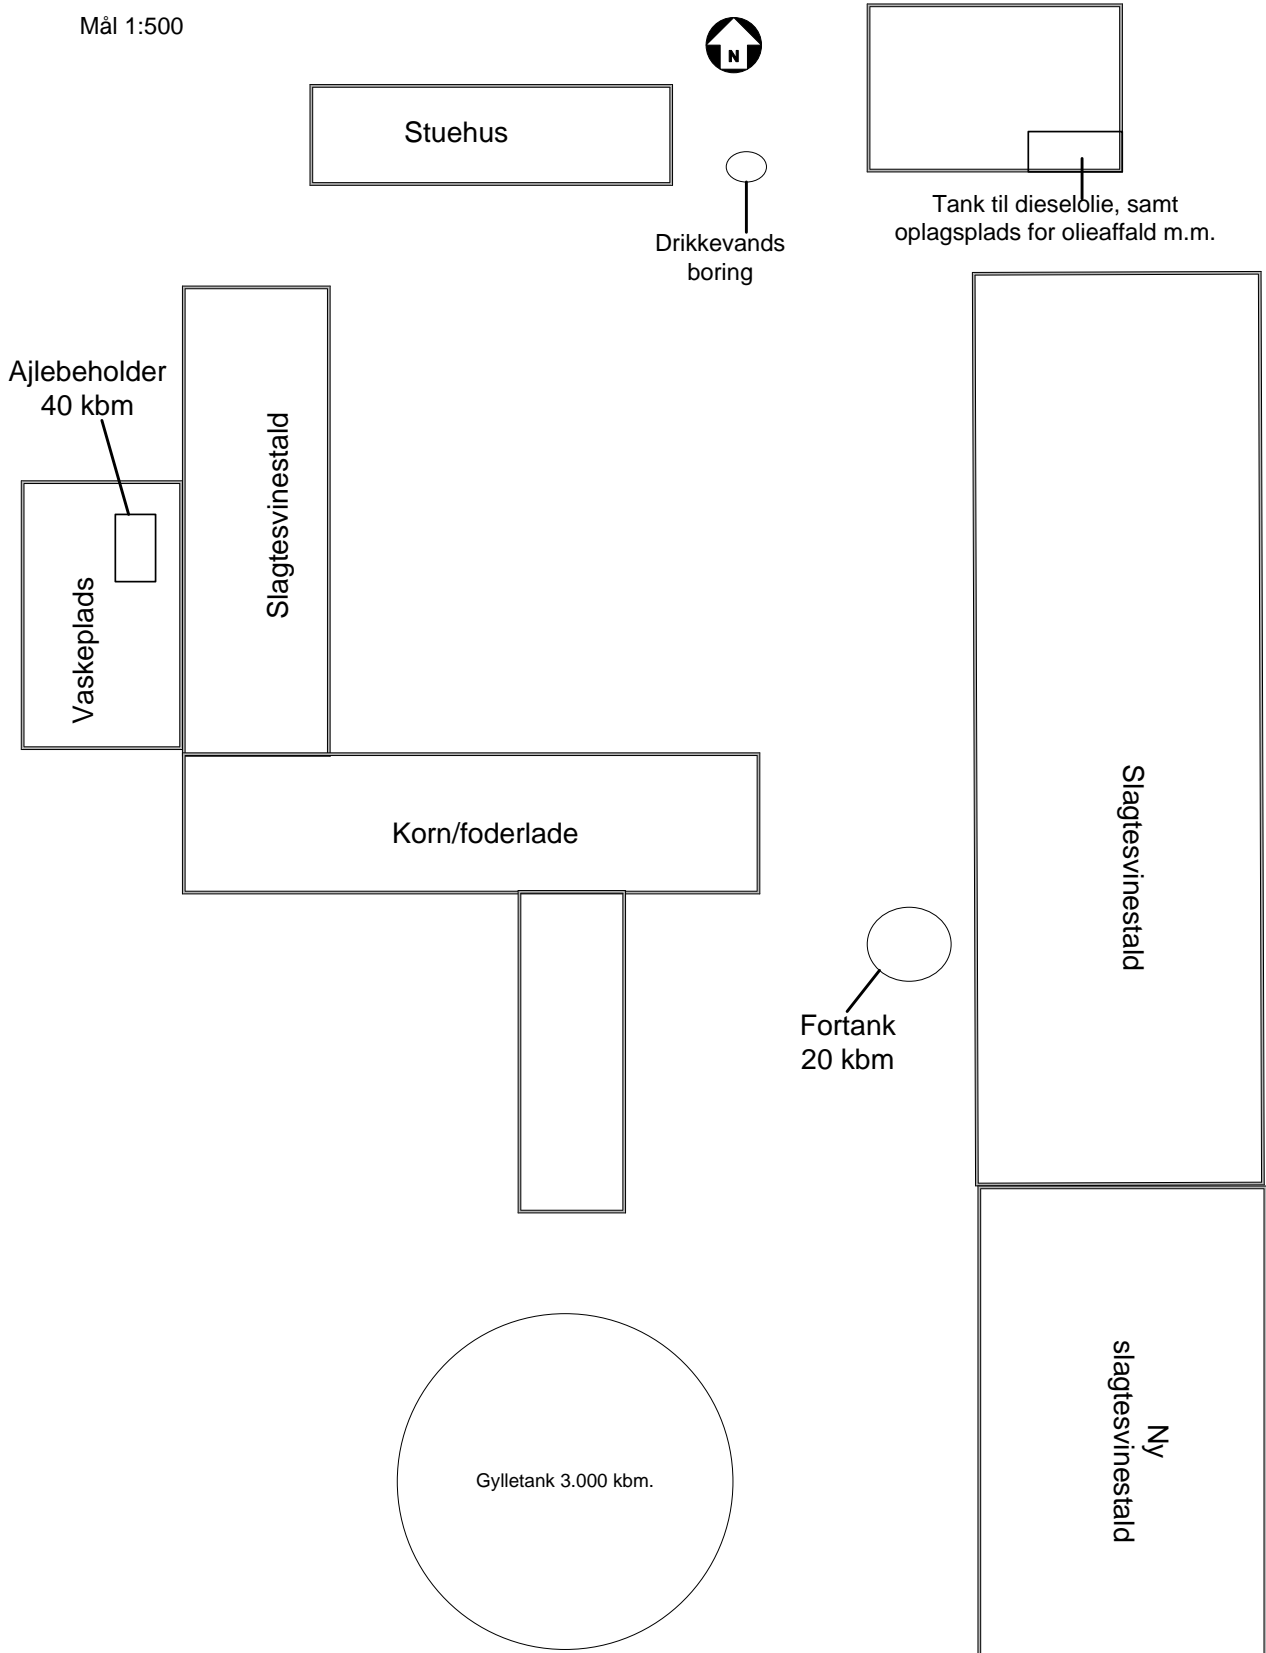 Mål 1:500
N
Stuehus
Tank til dieselolie, samt
oplagsplads for olieaffald m.m.
Drikkevands
boring
Ajlebeholder
40 kbm
Slagtesvinestald
Vaskeplads
Korn/foderlade
Slagtesvinestald
Fortank
20 kbm
Ny
slagtesvinestald
Gylletank 3.000 kbm.